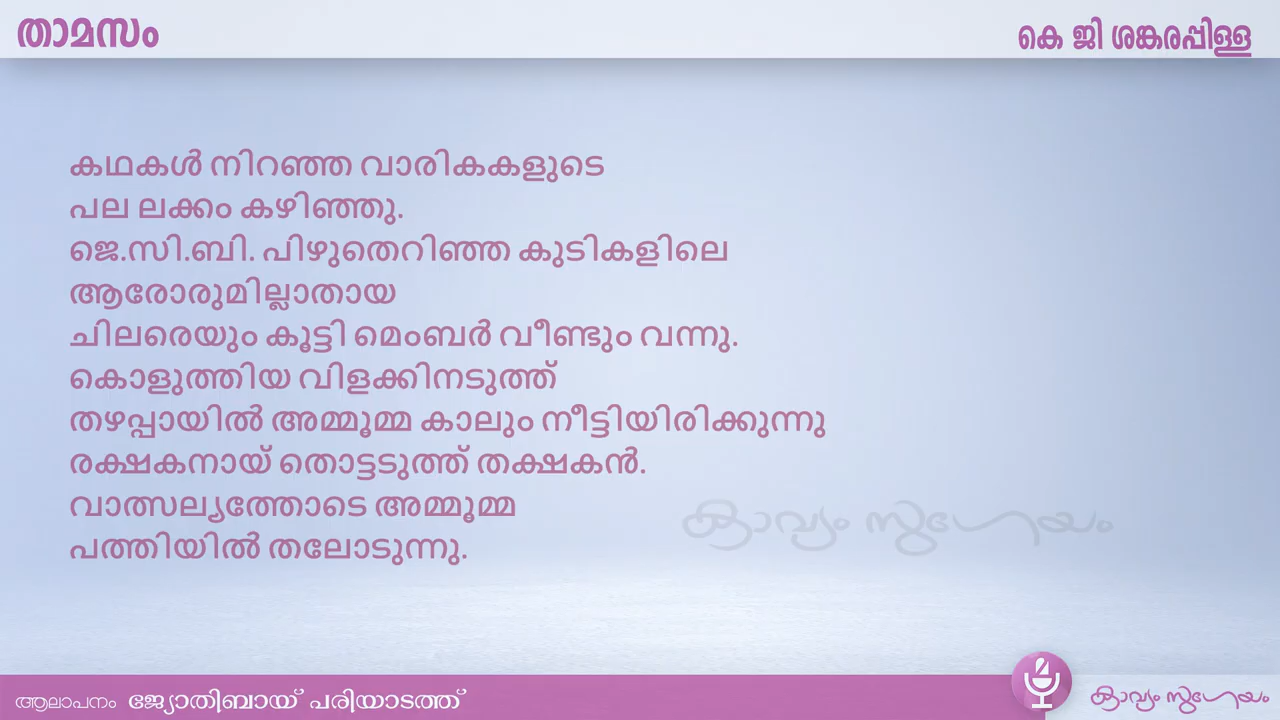 താമസം
കെ ജി ശങ്കരപ്പിള്ള
കഥകൾ നിറഞ്ഞ വാരികകളുടെ
പല ലക്കം കഴിഞ്ഞു.
ജെ.സി.ബി. പിഴുതെറിഞ്ഞ കുടികളിലെ
ആരോരുമില്ലാതായ
ചിലരെയും കൂട്ടി മെംബർ വീണ്ടും വന്നു.
കൊളുത്തിയ വിളക്കിനടുത്ത്
തഴപ്പായിൽ അമ്മൂമ്മ കാലും നീട്ടിയിരിക്കുന്നു
രക്ഷകനായ് തൊട്ടടുത്ത് തക്ഷകൻ.
വാത്സല്യത്തോടെ അമ്മൂമ്മ
പത്തിയിൽ തലോടുന്നു.
കാവ്യം സുഗേയം
ആലാപനം ജ്യോതിബായ് പരിയാടത്ത്
കാവ്യം സുഗേയം